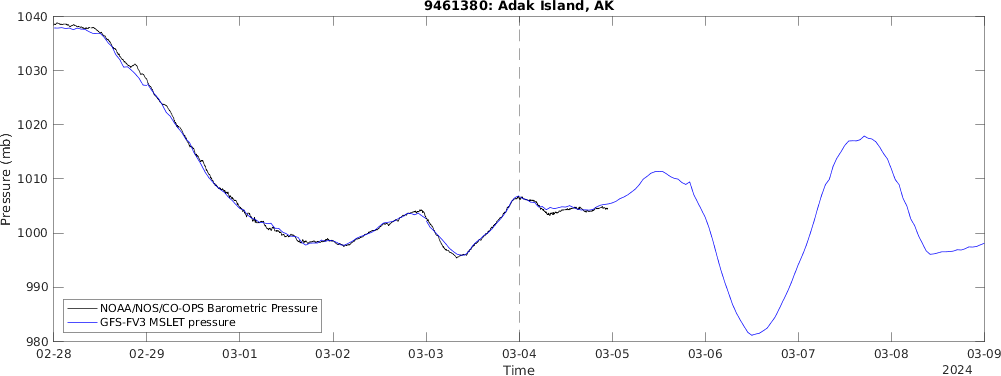 9461380: Adak Island, AK
Pressure (mb)
1040
1030
1020
1010
1000
990
980
NOAA/NOS/CO-OPS Barometric Pressure
GFS-FV3 MSLET pressure
02-28 02-29 03-01 03-02 03-03 03-04 03-05 03-06 03-07 03-08 03-09
Time
2024